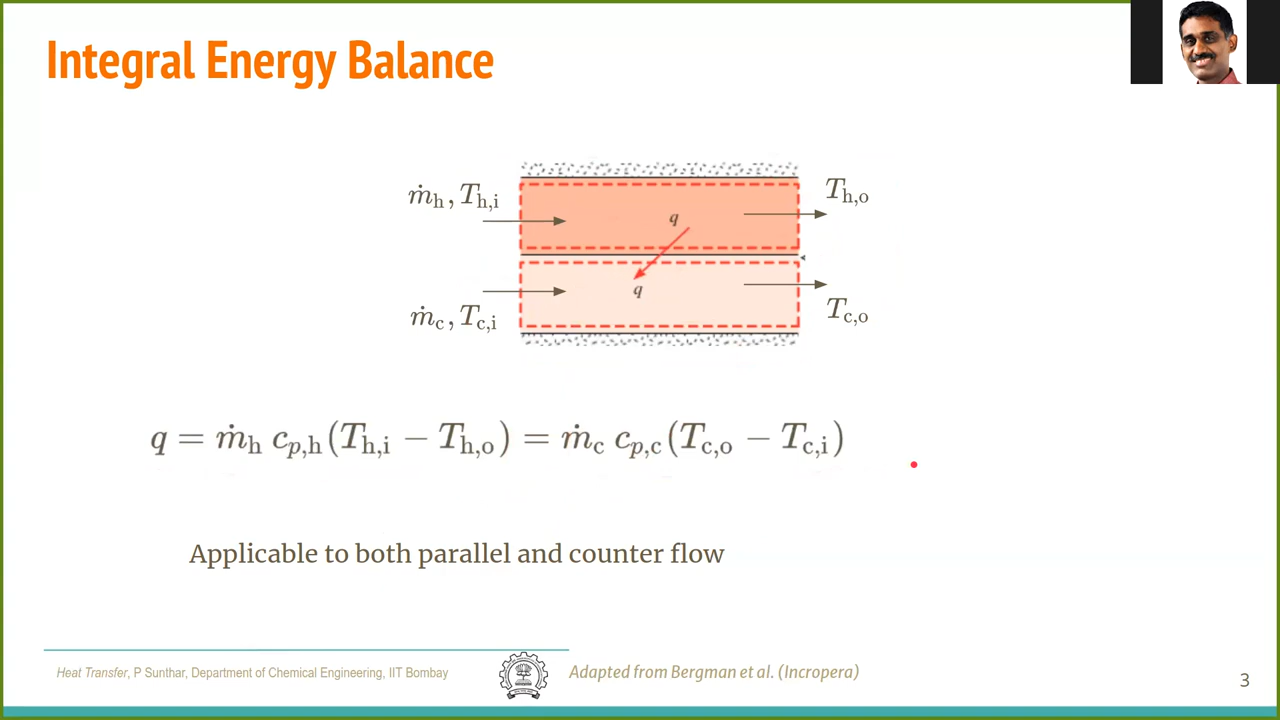 Integral Energy Balance
ṁ_h, T_h,i
T_h,o
q
q
ṁ_c, T_c,i
T_c,o
q = ṁ_h c_p,h (T_h,i − T_h,o) = ṁ_c c_p,c (T_c,o − T_c,i)
Applicable to both parallel and counter flow
Heat Transfer, P Sunthar, Department of Chemical Engineering, IIT Bombay
Adapted from Bergman et al. (Incropera)
3